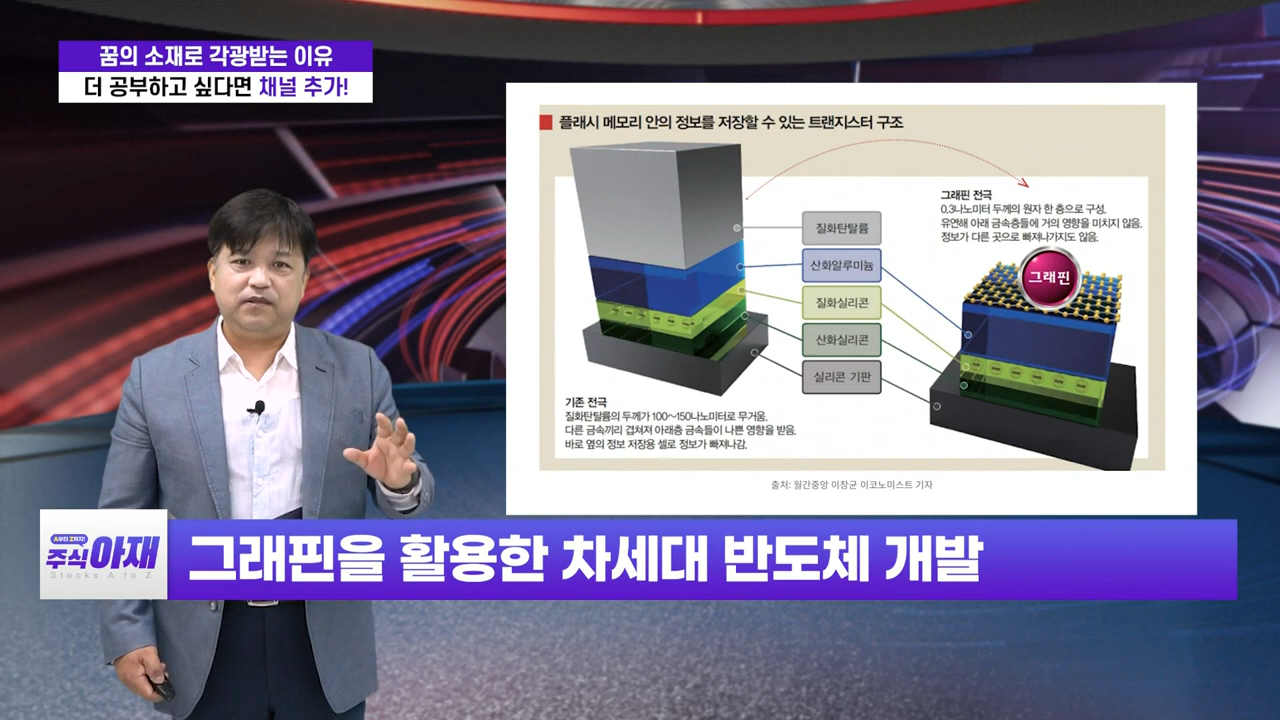 꿈의 소재로 각광받는 이유
더 공부하고 싶다면 채널 추가!
플래시 메모리 안의 정보를 저장할 수 있는 트랜지스터 구조
그래핀 전극
0.3나노미터 두께의 원자 한 층으로 구성.
유연해 아래 금속층들에 거의 영향을 미치지 않음.
정보가 다른 곳으로 빠져나가지도 않음.
그래핀
질화탄탈륨
산화알루미늄
질화실리콘
산화실리콘
실리콘 기판
기존 전극
질화탄탈륨의 두께가 100~150나노미터로 무거움.
다른 금속끼리 겹쳐져 아래층 금속들이 나쁜 영향을 받음.
바로 옆의 정보 저장용 셀로 정보가 빠져나감.
출처: 월간중앙 이창균 이코노미스트 기자
A부터 Z까지!
주식아재
Stocks A to Z
그래핀을 활용한 차세대 반도체 개발